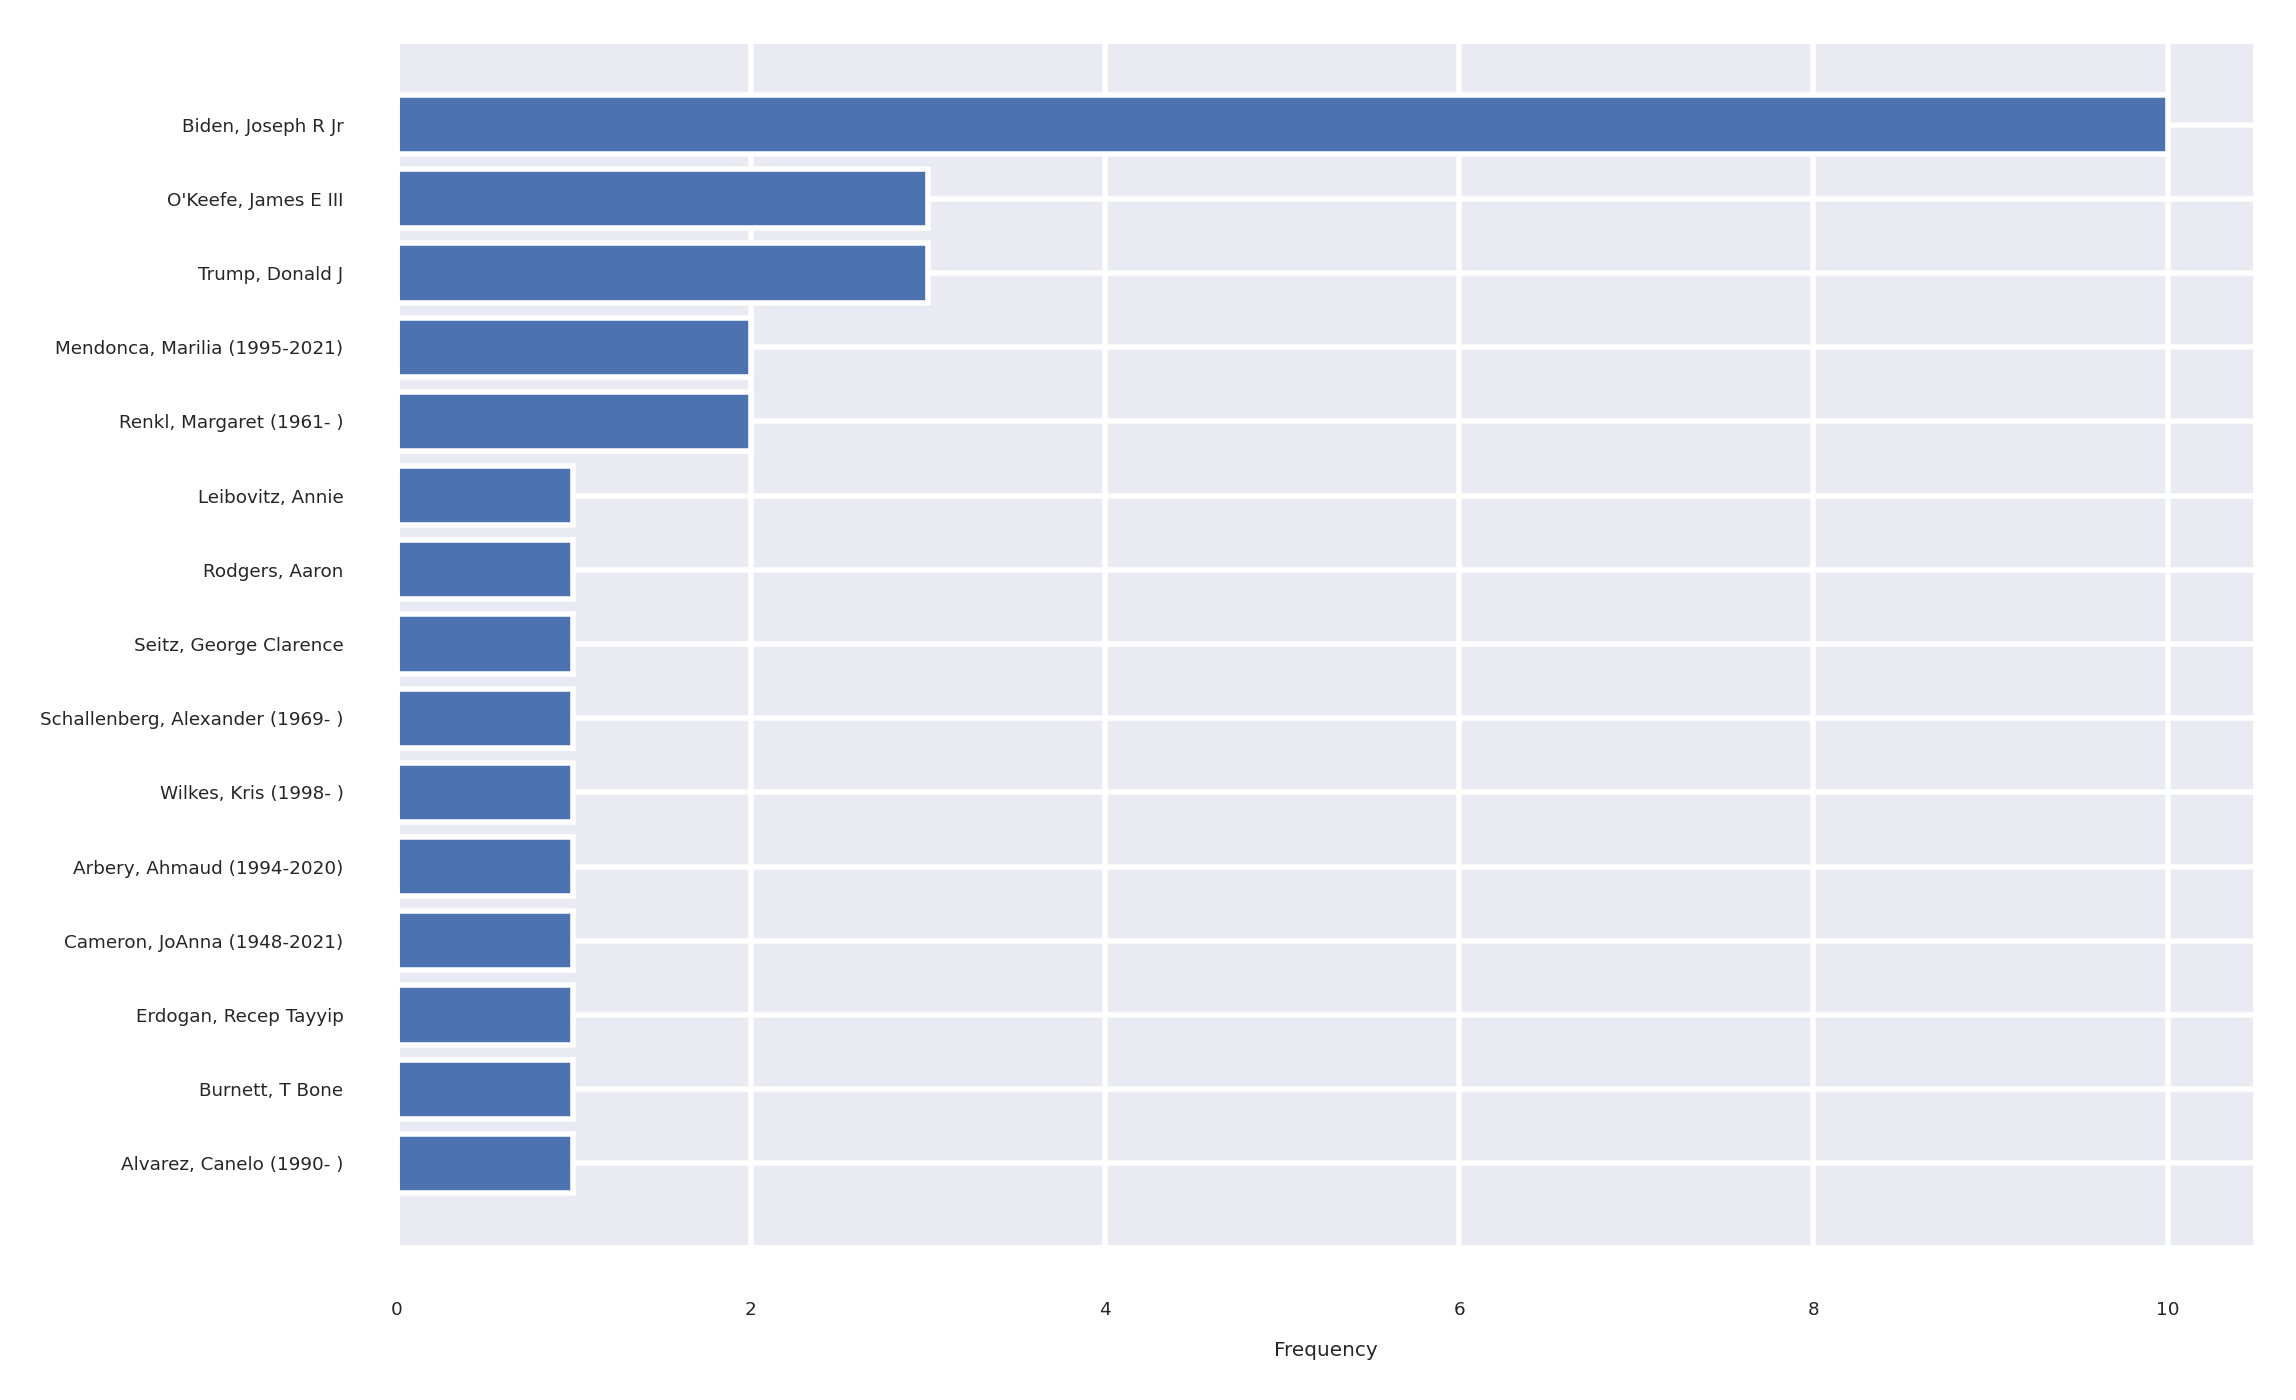 Biden, Joseph R Jr
O'Keefe, James E III
Trump, Donald J
Mendonca, Marilia (1995-2021)
Renkl, Margaret (1961- )
Leibovitz, Annie
Rodgers, Aaron
Seitz, George Clarence
Schallenberg, Alexander (1969- )
Wilkes, Kris (1998- )
Arbery, Ahmaud (1994-2020)
Cameron, JoAnna (1948-2021)
Erdogan, Recep Tayyip
Burnett, T Bone
Alvarez, Canelo (1990- )
0 2 4 6 8 10
Frequency